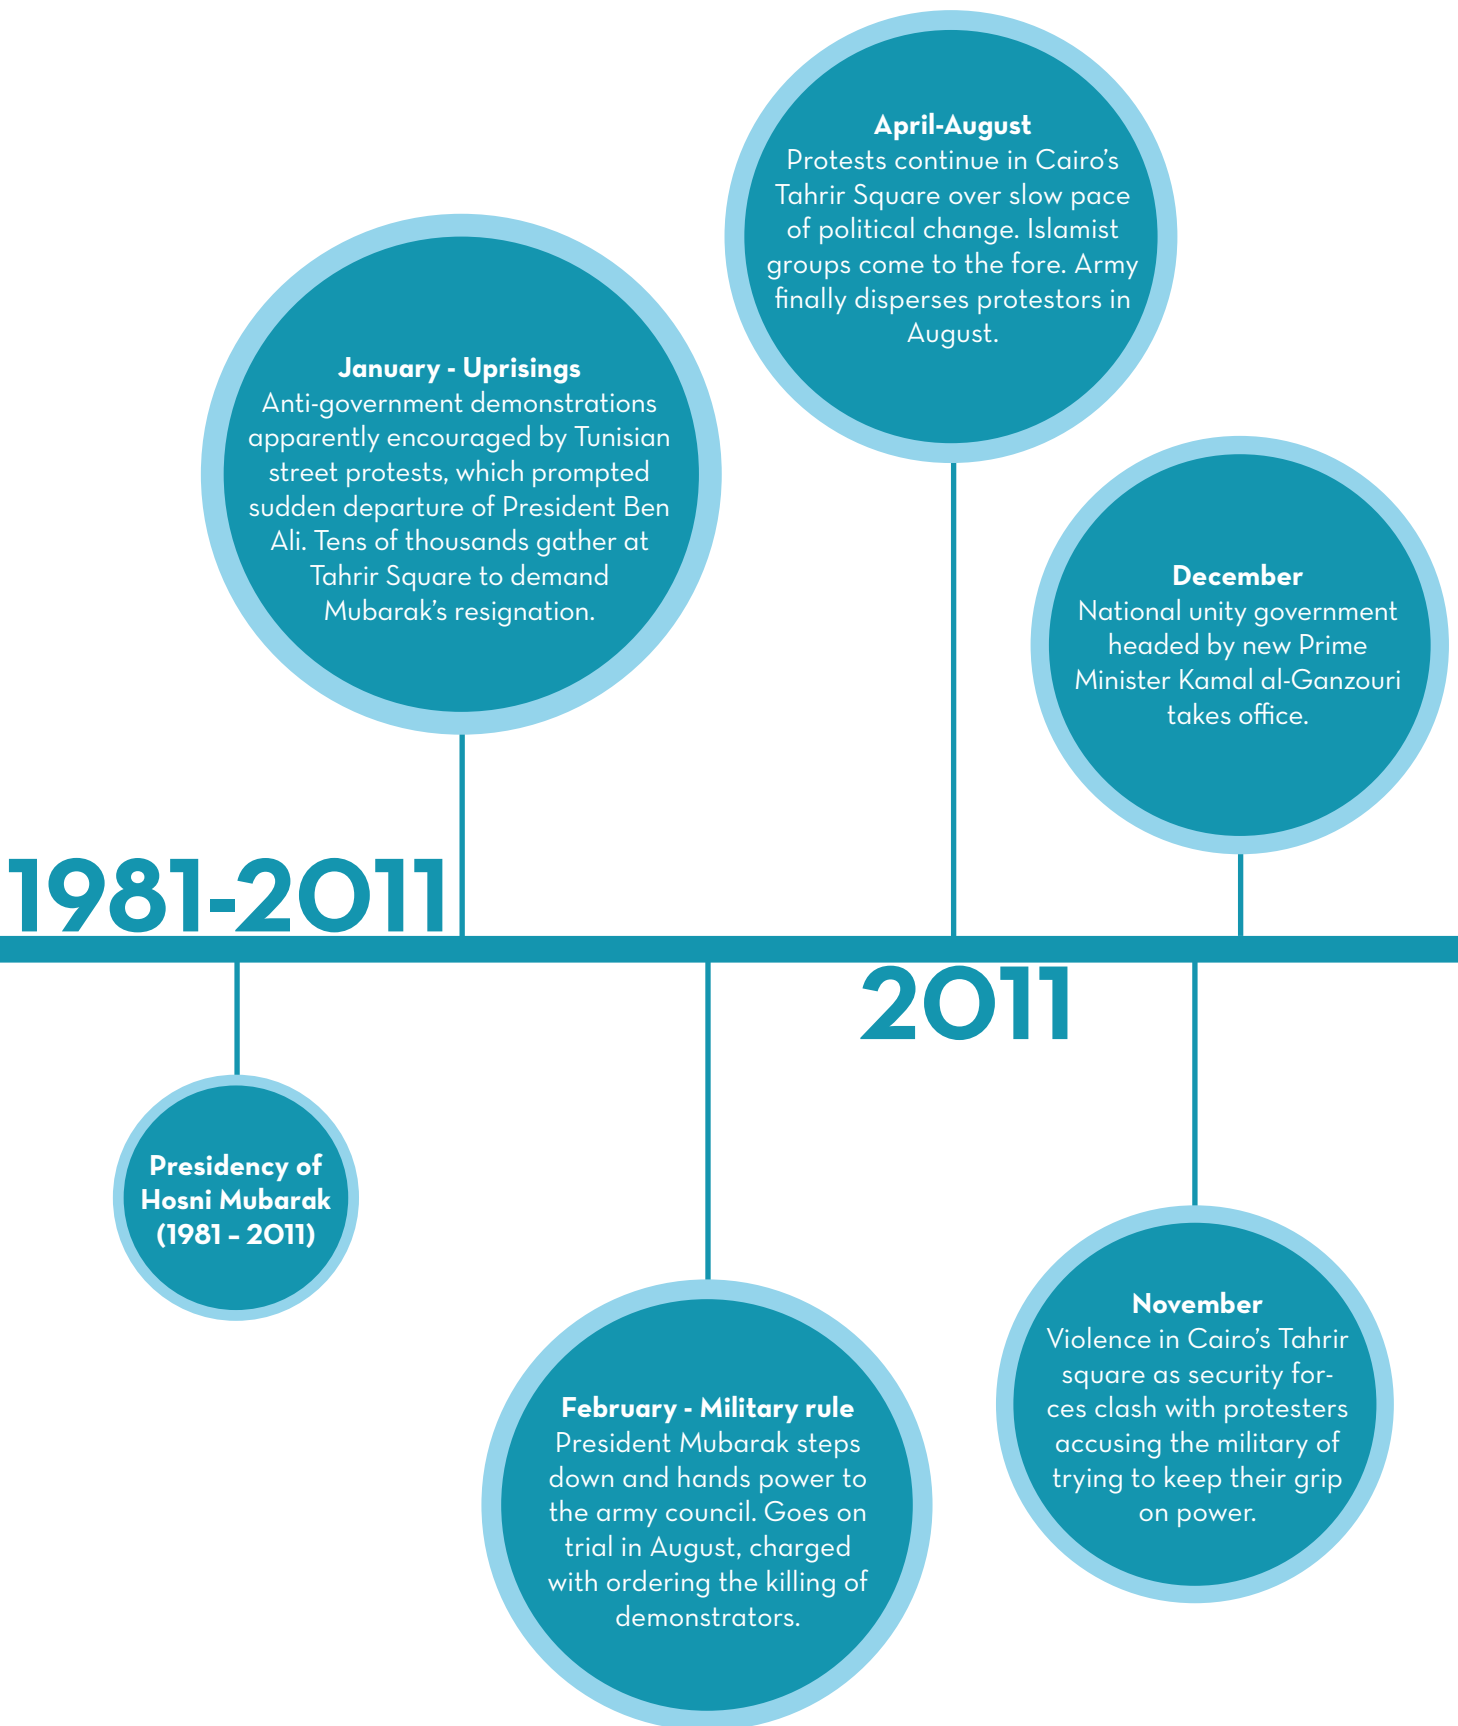 April-August
Protests continue in Cairo's
Tahrir Square over slow pace
of political change. Islamist
groups come to the fore. Army
finally disperses protestors in
August.
January - Uprisings
Anti-government demonstrations
apparently encouraged by Tunisian
street protests, which prompted
sudden departure of President Ben
Ali. Tens of thousands gather at
Tahrir Square to demand
Mubarak's resignation.
December
National unity government
headed by new Prime
Minister Kamal al-Ganzouri
takes office.
1981-2011
2011
Presidency of
Hosni Mubarak
(1981 – 2011)
February - Military rule
President Mubarak steps
down and hands power to
the army council. Goes on
trial in August, charged
with ordering the killing of
demonstrators.
November
Violence in Cairo's Tahrir
square as security for-
ces clash with protesters
accusing the military of
trying to keep their grip
on power.